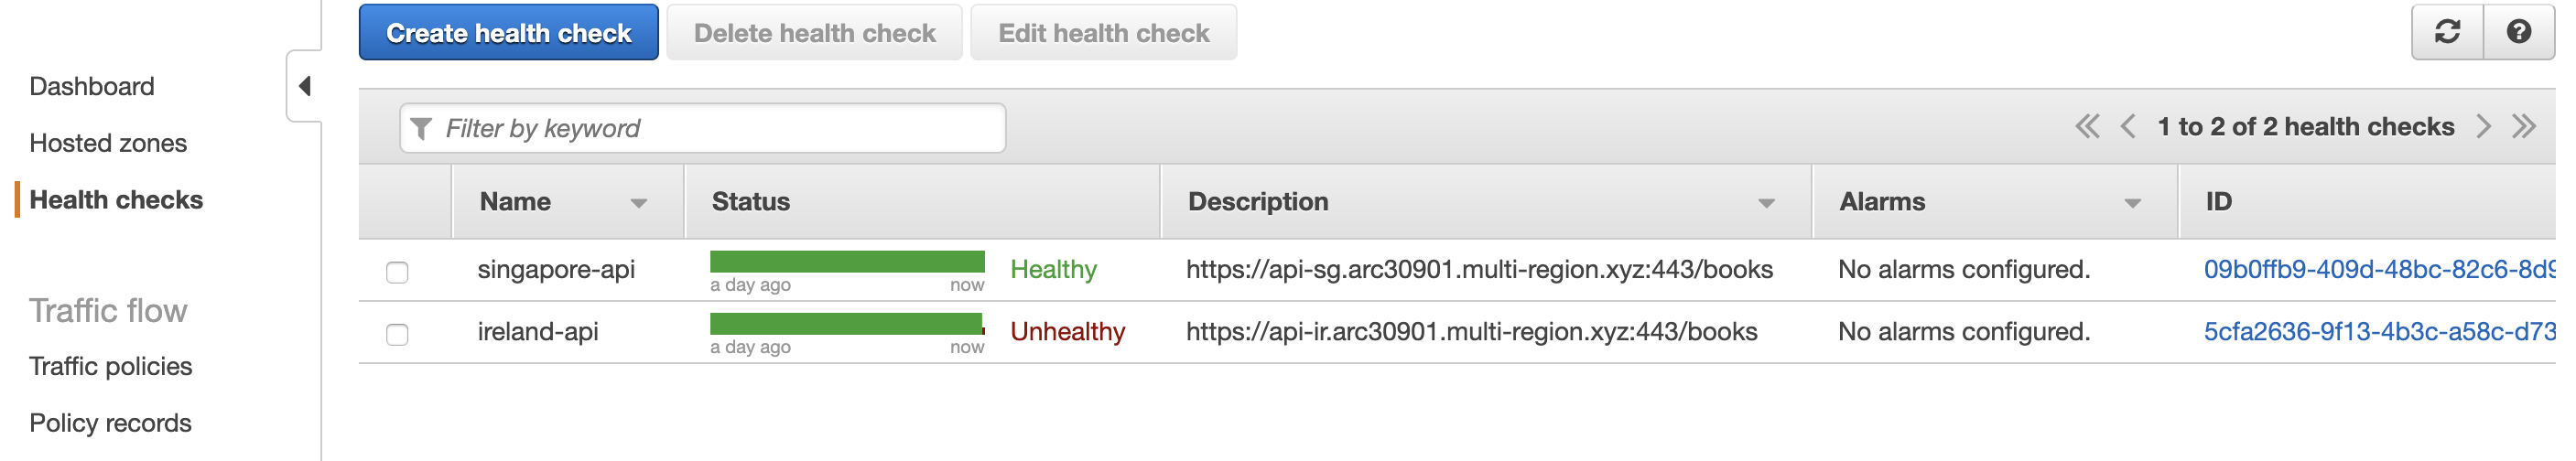 Create health check Delete health check Edit health check
Dashboard
Hosted zones
Health checks
Traffic flow
Traffic policies
Policy records
Filter by keyword
1 to 2 of 2 health checks
Name Status Description Alarms ID
singapore-api a day ago now Healthy https://api-sg.arc30901.multi-region.xyz:443/books No alarms configured. 09b0ffb9-409d-48bc-82c6-8d9
ireland-api a day ago now Unhealthy https://api-ir.arc30901.multi-region.xyz:443/books No alarms configured. 5cfa2636-9f13-4b3c-a58c-d73